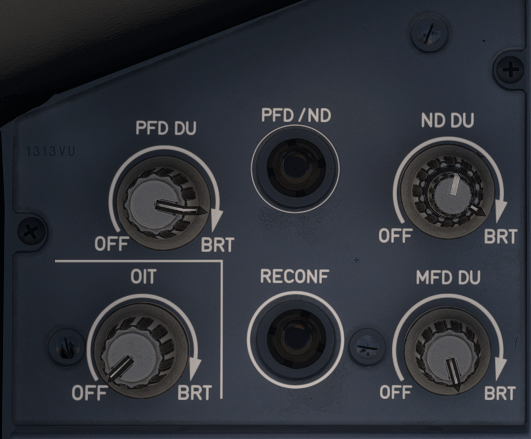 PFD DU
PFD/ND
ND DU
1313VU
OFF
BRT
OFF
BRT
OIT
RECONF
MFD DU
OFF
BRT
OFF
BRT